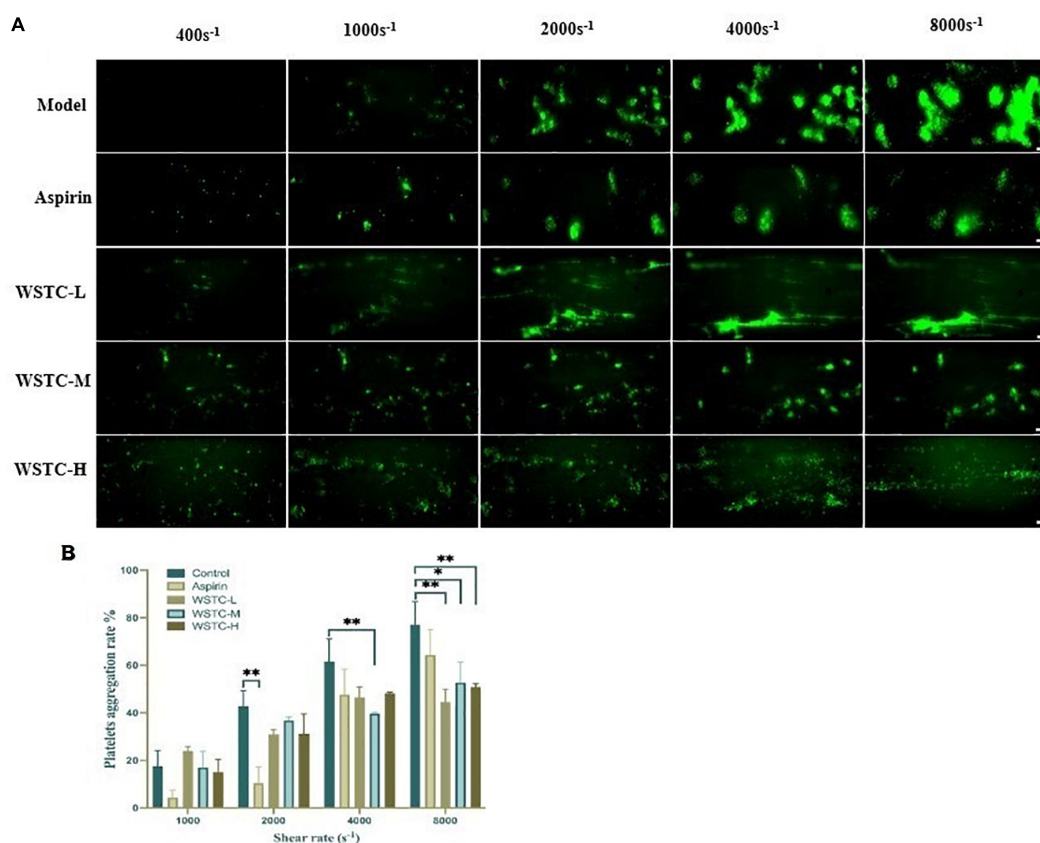 A
400s⁻¹ 1000s⁻¹ 2000s⁻¹ 4000s⁻¹ 8000s⁻¹
Model
Aspirin
WSTC-L
WSTC-M
WSTC-H
B
Platelets aggregation rate %
100
80
60
40
20
0
Control
Aspirin
WSTC-L
WSTC-M
WSTC-H
**
**
**
*
**
1000 2000 4000 8000
Shear rate (s⁻¹)